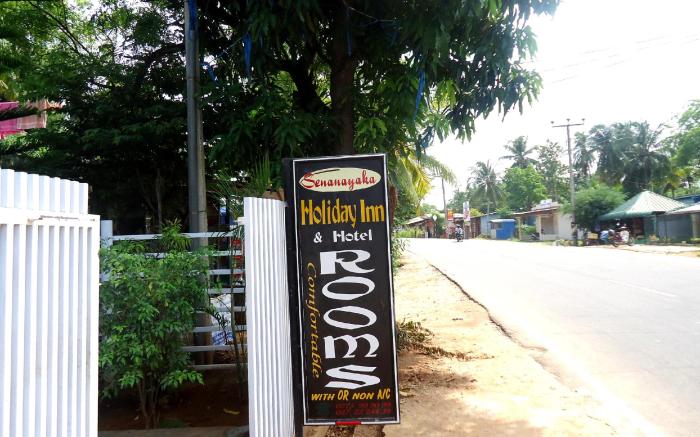 Senanayaka
Holiday Inn
& Hotel
ROOMS
Comfortable
WITH OR NON A/C